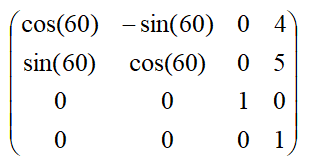 cos(60) −sin(60) 0 4
sin(60) cos(60) 0 5
0 0 1 0
0 0 0 1